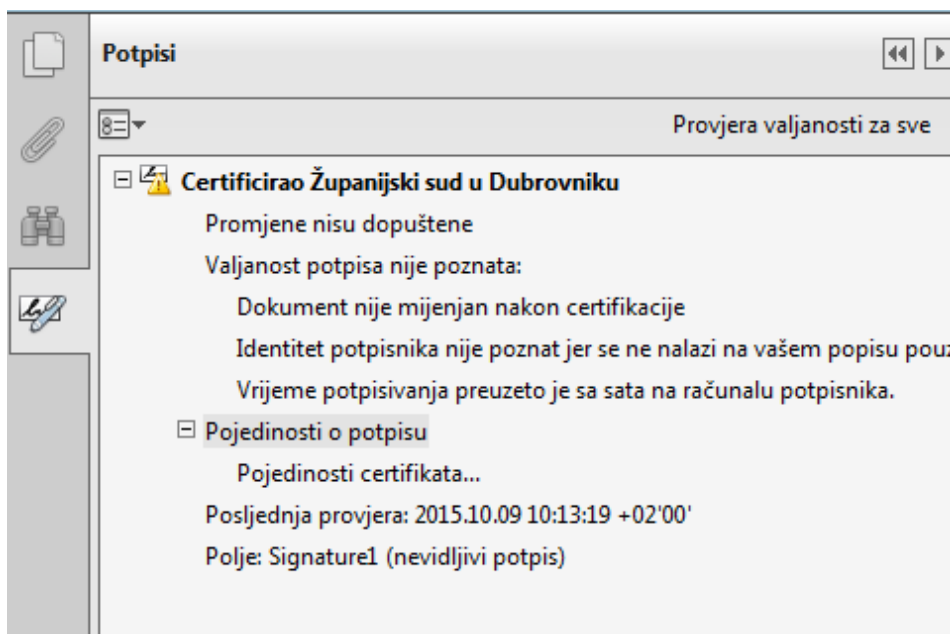 Potpisi
Provjera valjanosti za sve
Certificirao Županijski sud u Dubrovniku
Promjene nisu dopuštene
Valjanost potpisa nije poznata:
Dokument nije mijenjan nakon certifikacije
Identitet potpisnika nije poznat jer se ne nalazi na vašem popisu pouz
Vrijeme potpisivanja preuzeto je sa sata na računalu potpisnika.
Pojedinosti o potpisu
Pojedinosti certifikata...
Posljednja provjera: 2015.10.09 10:13:19 +02'00'
Polje: Signature1 (nevidljivi potpis)